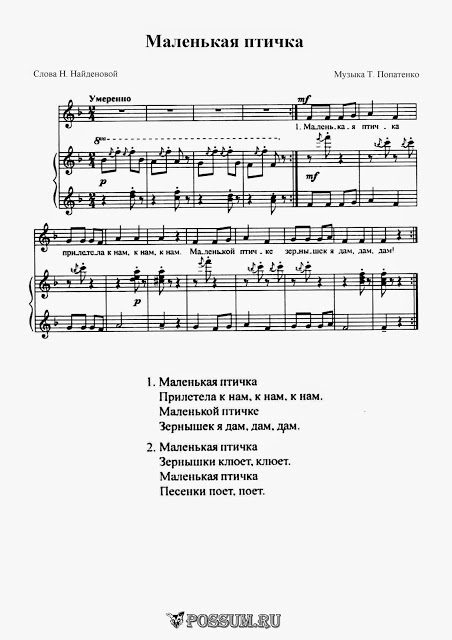 Маленькая птичка
Слова Н. Найденовой
Музыка Т. Попатенко
Умеренно
mf
8
p
1. Малень.ка.я птич . ка
mf
при.ле.те.ла к нам, к нам, к нам. Ма.лень.кой птич . ке зер.ны.шек я дам, дам, дам!
p
1. Маленькая птичка
Прилетела к нам, к нам, к нам.
Маленькой птичке
Зернышек я дам, дам, дам.
2. Маленькая птичка
Зернышки клюет, клюет.
Маленькая птичка
Песенки поет, поет.
POSSUM.RU